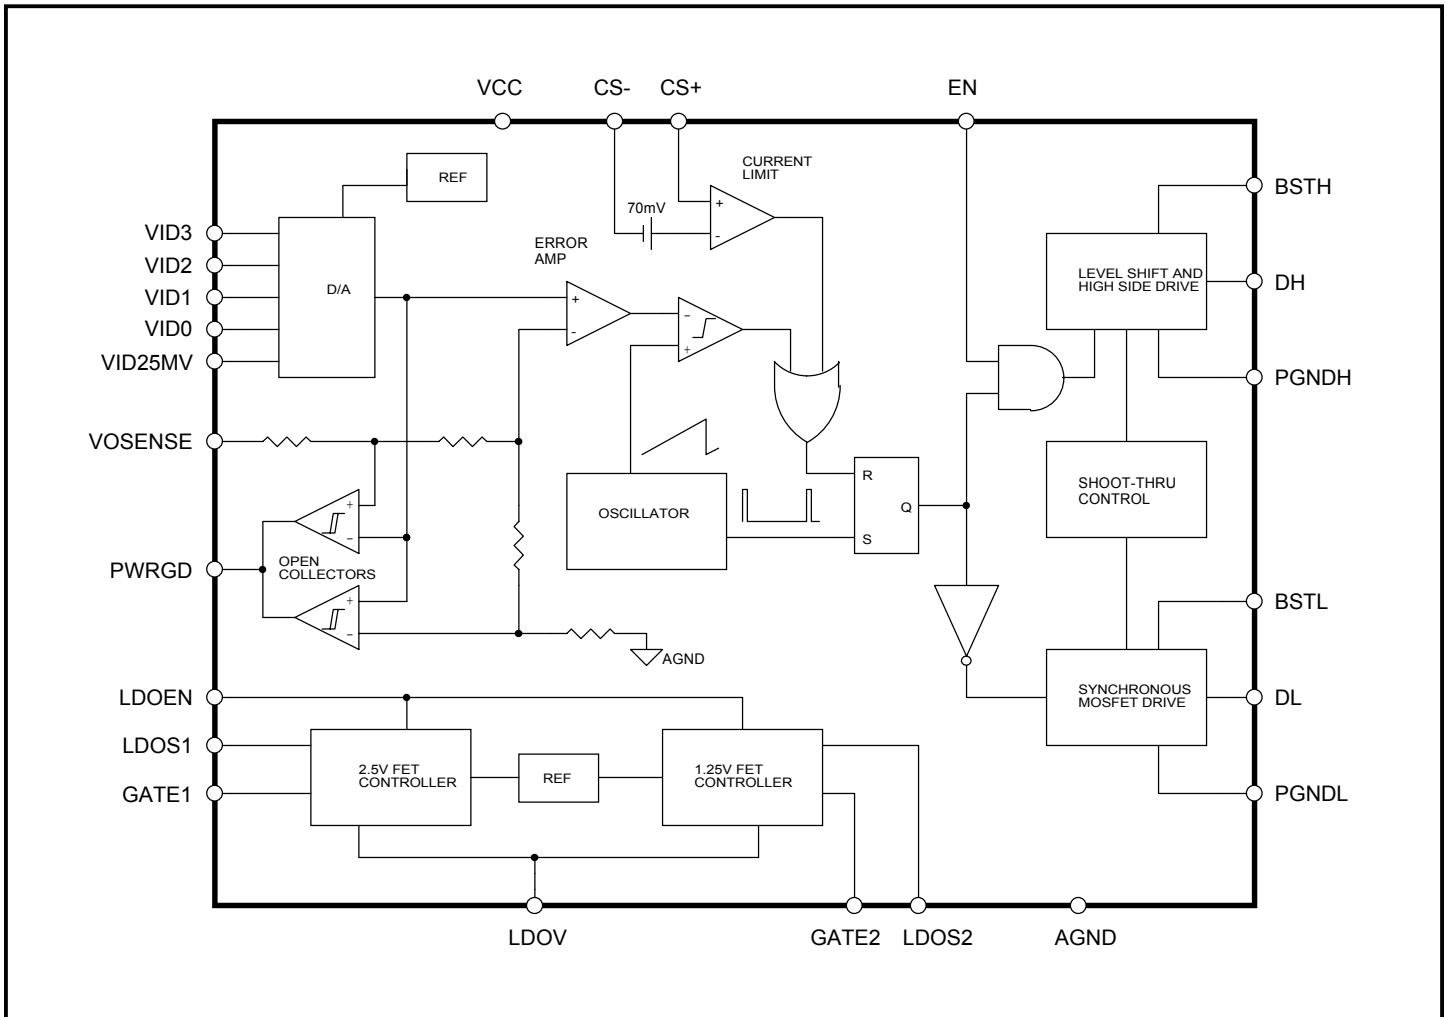 VCC
CS-
CS+
EN
CURRENT
LIMIT
REF
BSTH
70mV
+
-
VID3
VID2
VID1
VID0
VID25MV
D/A
ERROR
AMP
+
-
−
+
LEVEL SHIFT AND
HIGH SIDE DRIVE
DH
PGNDH
VOSENSE
OSCILLATOR
R
S
Q
SHOOT-THRU
CONTROL
+
−
PWRGD
OPEN
COLLECTORS
+
−
AGND
BSTL
SYNCHRONOUS
MOSFET DRIVE
DL
LDOEN
LDOS1
GATE1
2.5V FET
CONTROLLER
REF
1.25V FET
CONTROLLER
PGNDL
LDOV
GATE2
LDOS2
AGND